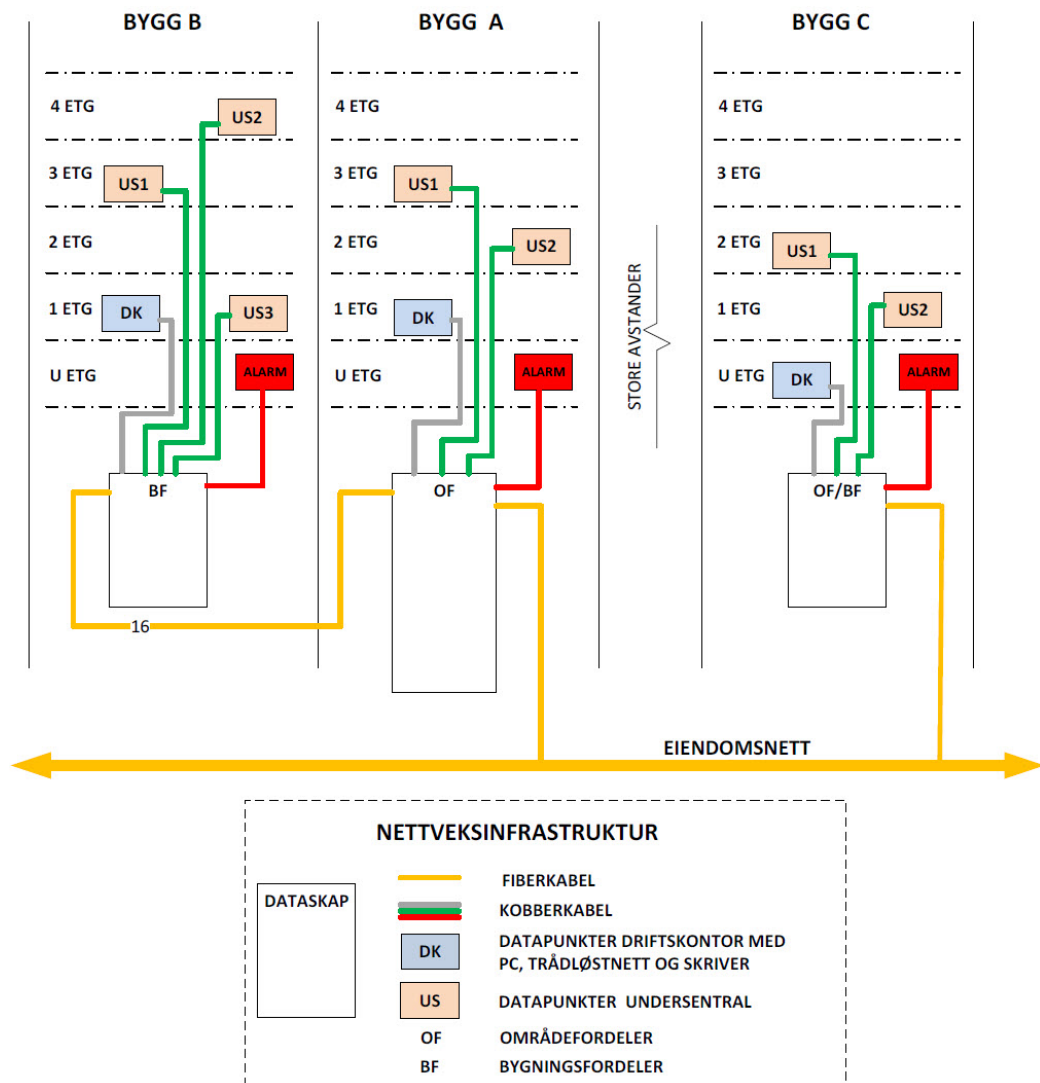 BYGG B
BYGG A
BYGG C
4 ETG
US2
4 ETG
4 ETG
3 ETG
US1
3 ETG
US1
3 ETG
2 ETG
2 ETG
US2
2 ETG
US1
1 ETG
DK
US3
1 ETG
DK
1 ETG
US2
U ETG
ALARM
U ETG
ALARM
U ETG
DK
ALARM
STORE AVSTANDER
BF
OF
OF/BF
16
EIENDOMSNETT
NETTVEKSINFRASTRUKTUR
DATASKAP
FIBERKABEL
KOBBERKABEL
DK
DATAPUNKTER DRIFTSKONTOR MED
PC, TRÅDLØSTNETT OG SKRIVER
US
DATAPUNKTER UNDERSENTRAL
OF
OMRÅDEFORDELER
BF
BYGNINGSFORDELER